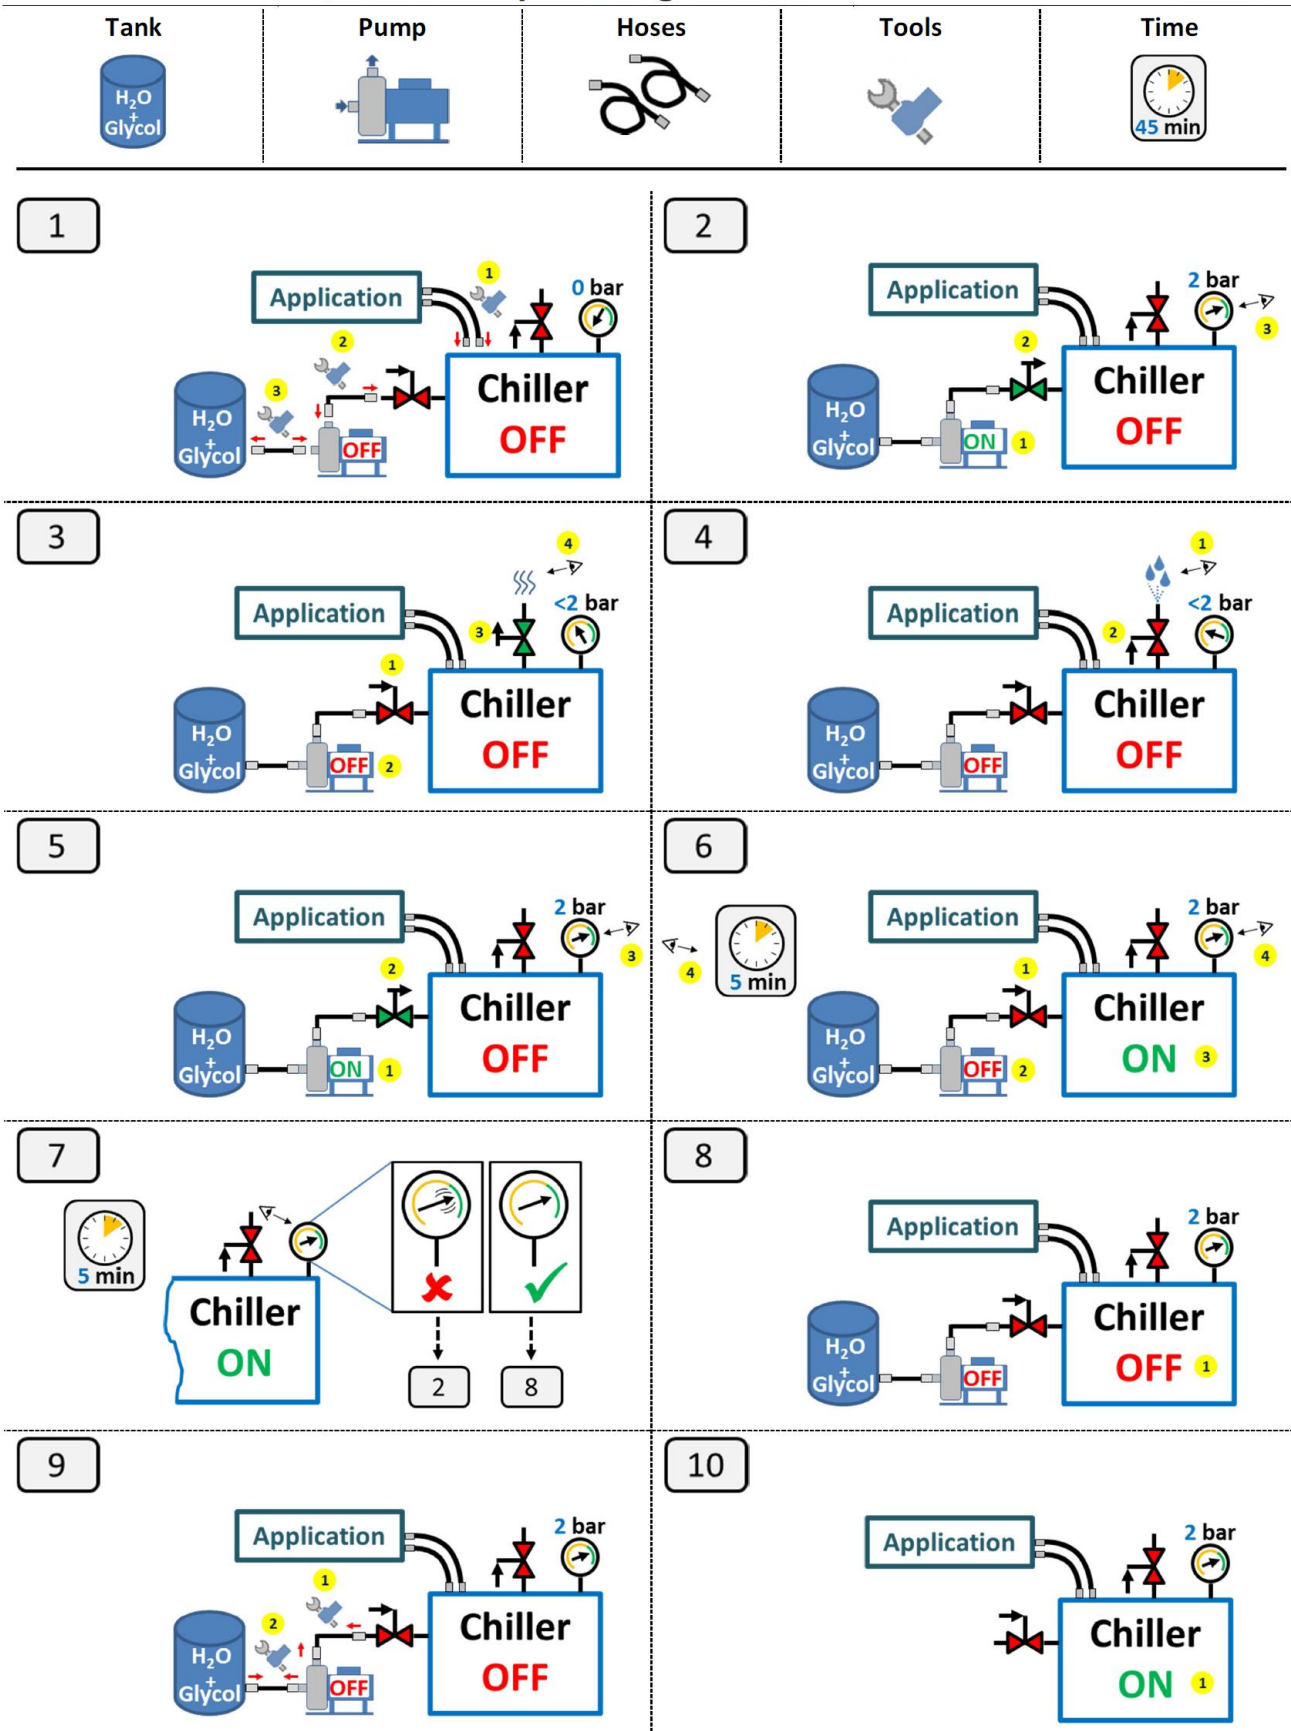 Tank
Pump
Hoses
Tools
Time
H₂O
+
Glycol
45 min
1
Application
1
0 bar
2
3
Chiller
OFF
H₂O
+
Glycol
OFF
2
Application
2 bar
3
2
Chiller
OFF
H₂O
+
Glycol
ON
1
3
4
Application
<2 bar
3
1
Chiller
OFF
H₂O
+
Glycol
OFF
2
4
1
Application
<2 bar
2
Chiller
OFF
H₂O
+
Glycol
OFF
5
Application
2 bar
3
2
Chiller
OFF
H₂O
+
Glycol
ON
1
6
4
5 min
Application
2 bar
4
1
Chiller
ON
3
H₂O
+
Glycol
OFF
2
7
5 min
Chiller
ON
2
8
8
Application
2 bar
Chiller
OFF
1
H₂O
+
Glycol
OFF
9
Application
2 bar
1
2
Chiller
OFF
H₂O
+
Glycol
OFF
10
Application
2 bar
Chiller
ON
1